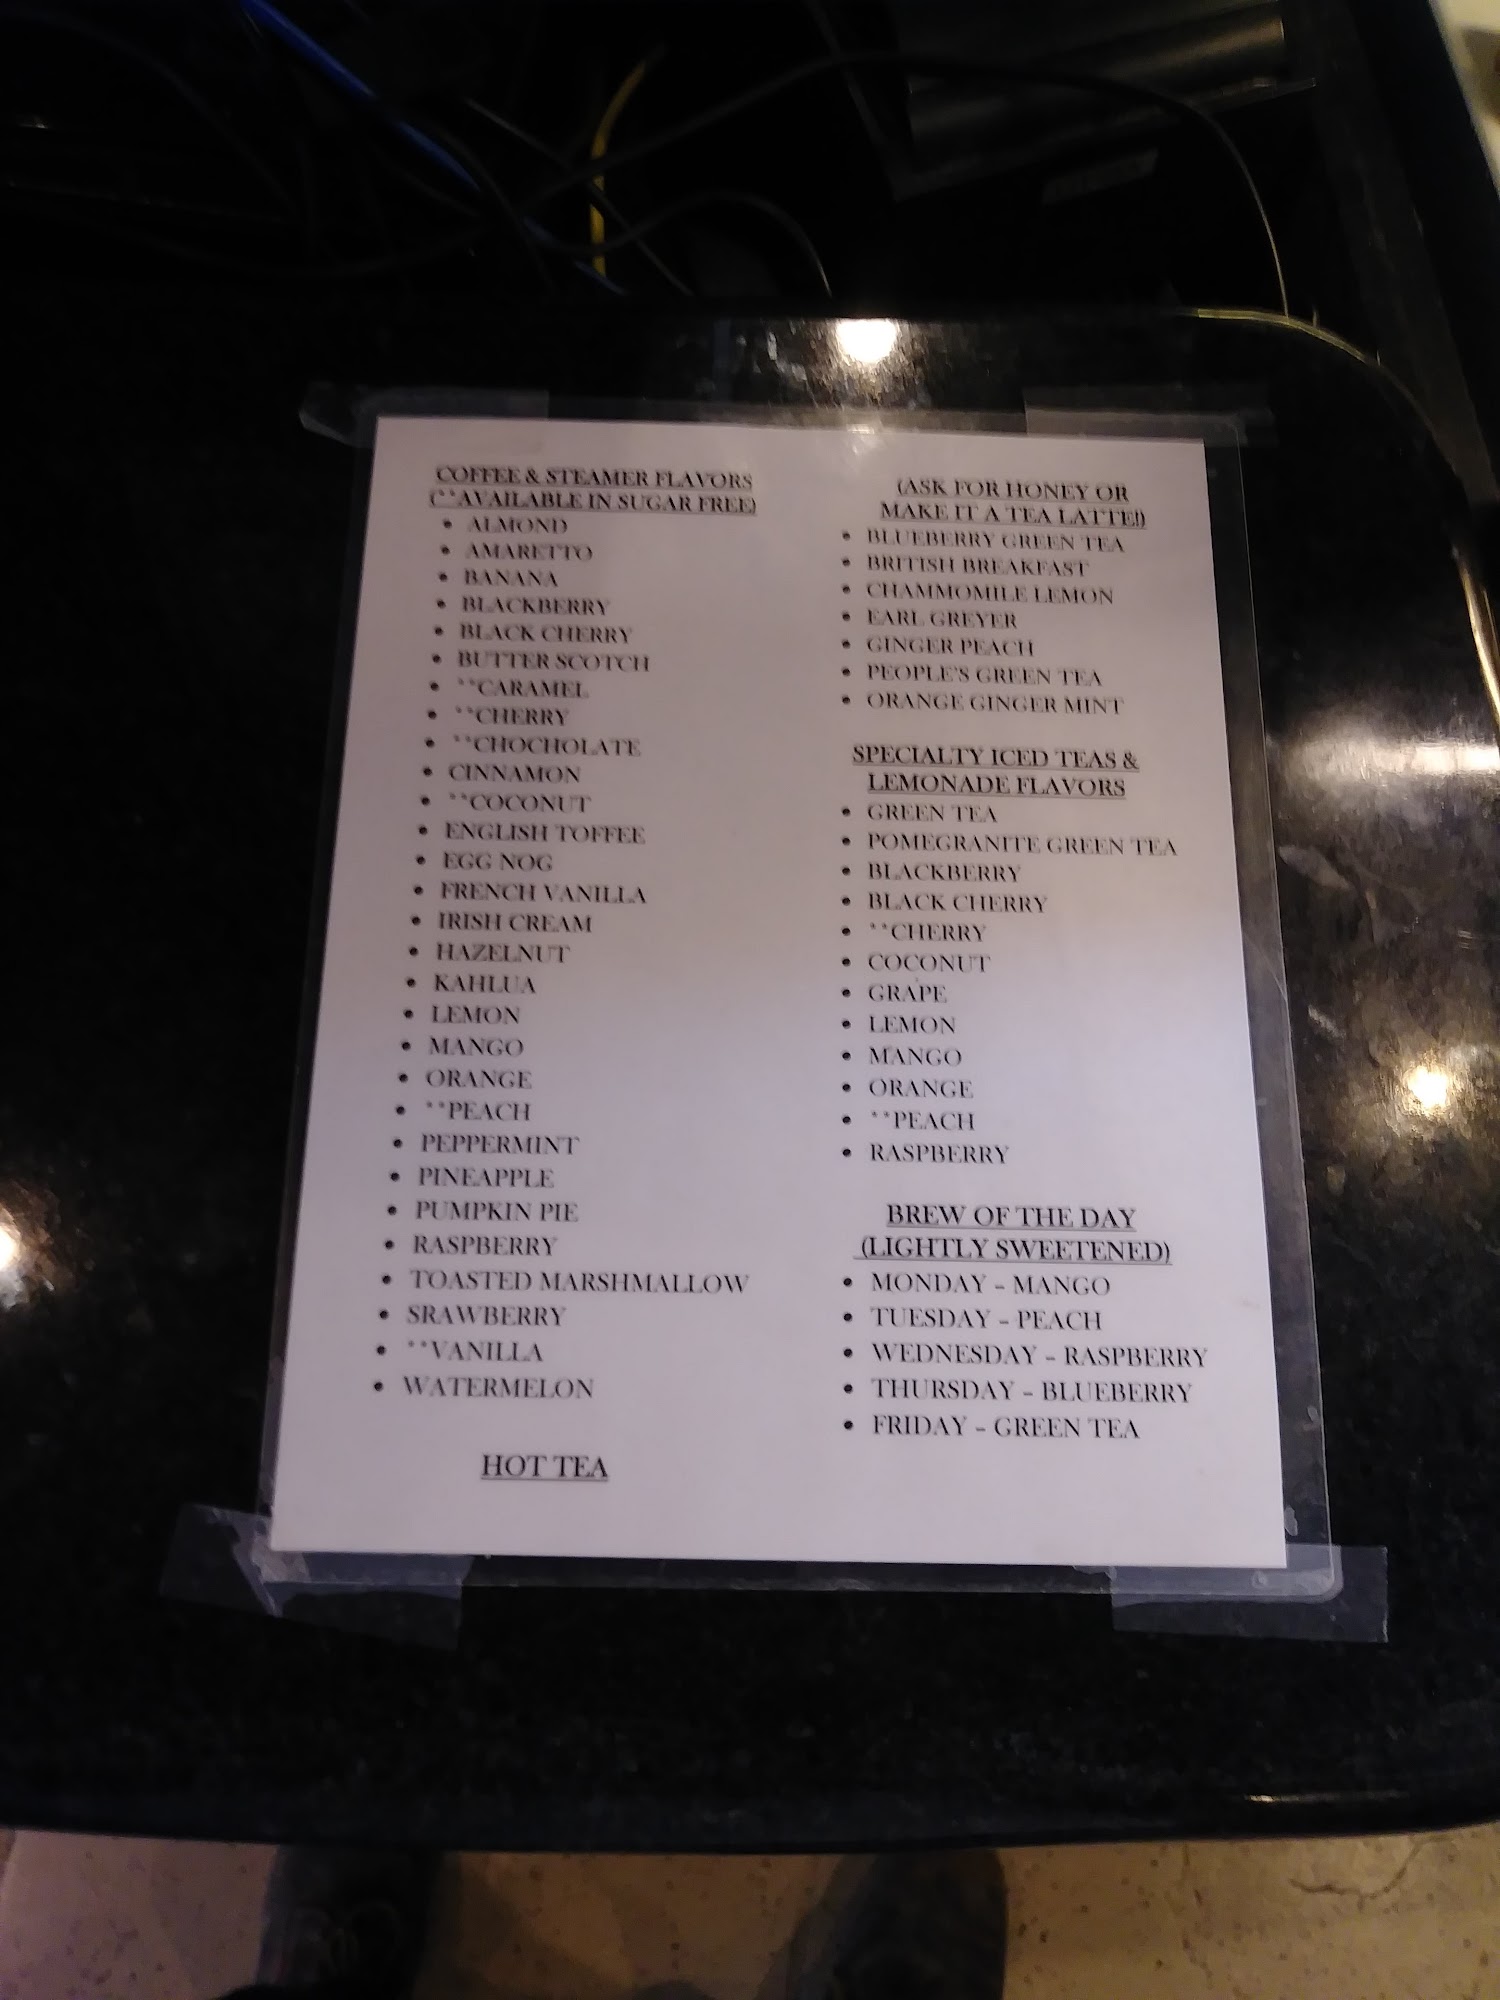 COFFEE & STEAMER FLAVORS
(**AVAILABLE IN SUGAR FREE)
• ALMOND
• AMARETTO
• BANANA
• BLACKBERRY
• BLACK CHERRY
• BUTTER SCOTCH
• **CARAMEL
• **CHERRY
• **CHOCHOLATE
• CINNAMON
• **COCONUT
• ENGLISH TOFFEE
• EGG NOG
• FRENCH VANILLA
• IRISH CREAM
• HAZELNUT
• KAHLUA
• LEMON
• MANGO
• ORANGE
• **PEACH
• PEPPERMINT
• PINEAPPLE
• PUMPKIN PIE
• RASPBERRY
• TOASTED MARSHMALLOW
• SRAWBERRY
• **VANILLA
• WATERMELON
HOT TEA
(ASK FOR HONEY OR
MAKE IT A TEA LATTE!)
• BLUEBERRY GREEN TEA
• BRITISH BREAKFAST
• CHAMMOMILE LEMON
• EARL GREYER
• GINGER PEACH
• PEOPLE'S GREEN TEA
• ORANGE GINGER MINT
SPECIALTY ICED TEAS &
LEMONADE FLAVORS
• GREEN TEA
• POMEGRANITE GREEN TEA
• BLACKBERRY
• BLACK CHERRY
• **CHERRY
• COCONUT
• GRAPE
• LEMON
• MANGO
• ORANGE
• **PEACH
• RASPBERRY
BREW OF THE DAY
(LIGHTLY SWEETENED)
• MONDAY – MANGO
• TUESDAY – PEACH
• WEDNESDAY – RASPBERRY
• THURSDAY – BLUEBERRY
• FRIDAY – GREEN TEA